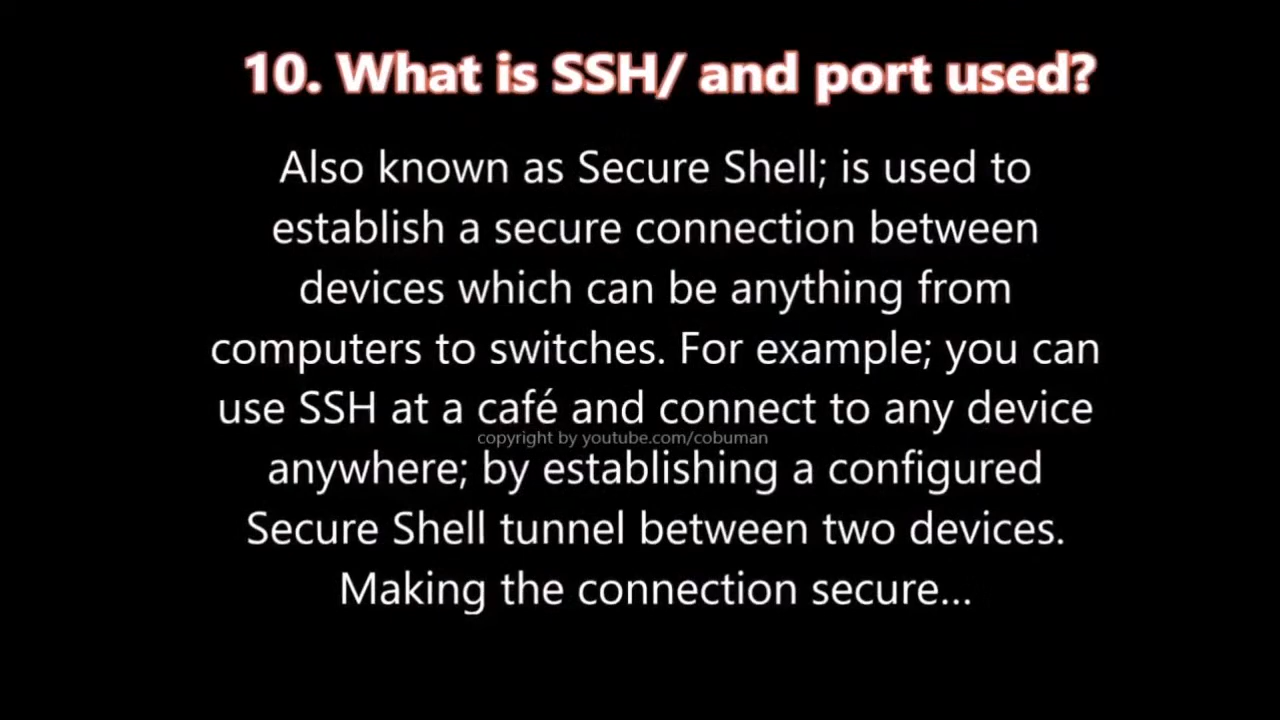 10. What is SSH/ and port used?
Also known as Secure Shell; is used to
establish a secure connection between
devices which can be anything from
computers to switches. For example; you can
use SSH at a café and connect to any device
copyright by youtube.com/cobuman
anywhere; by establishing a configured
Secure Shell tunnel between two devices.
Making the connection secure...